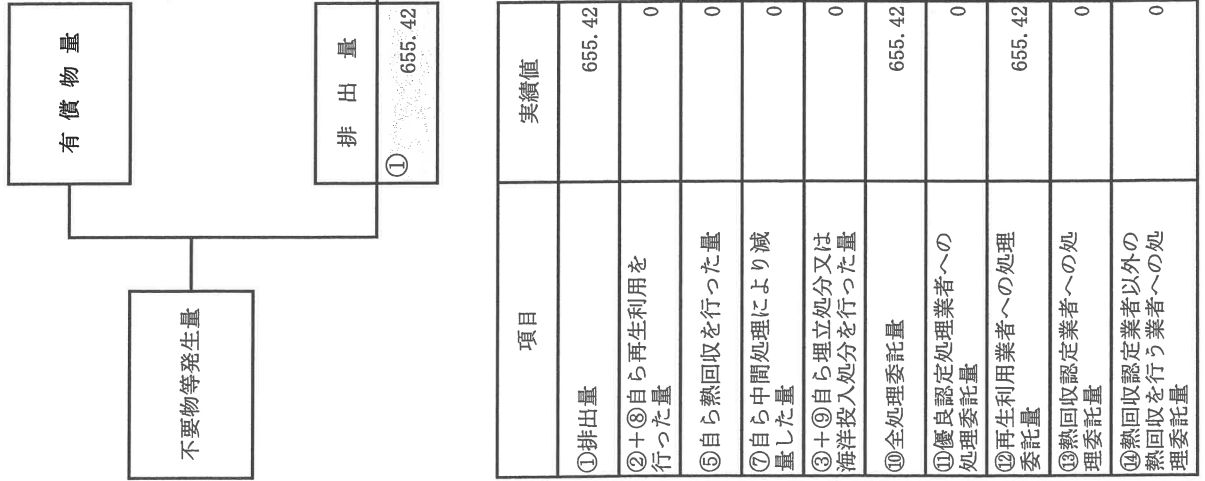 不要物等発生量
有償物量
排出量
① 655.42
項目 実績値
①排出量 655.42
②+⑧自ら再生利用を
行った量 0
⑤自ら熱回収を行った量 0
⑦自ら中間処理により減
量した量 0
③+⑨自ら埋立処分又は
海洋投入処分を行った量 0
⑩全処理委託量 655.42
⑪優良認定処理業者への
処理委託量 0
⑫再生利用業者への処理
委託量 655.42
⑬熱回収認定業者への処
理委託量 0
⑭熱回収認定業者以外の
熱回収を行う業者への処
理委託量 0